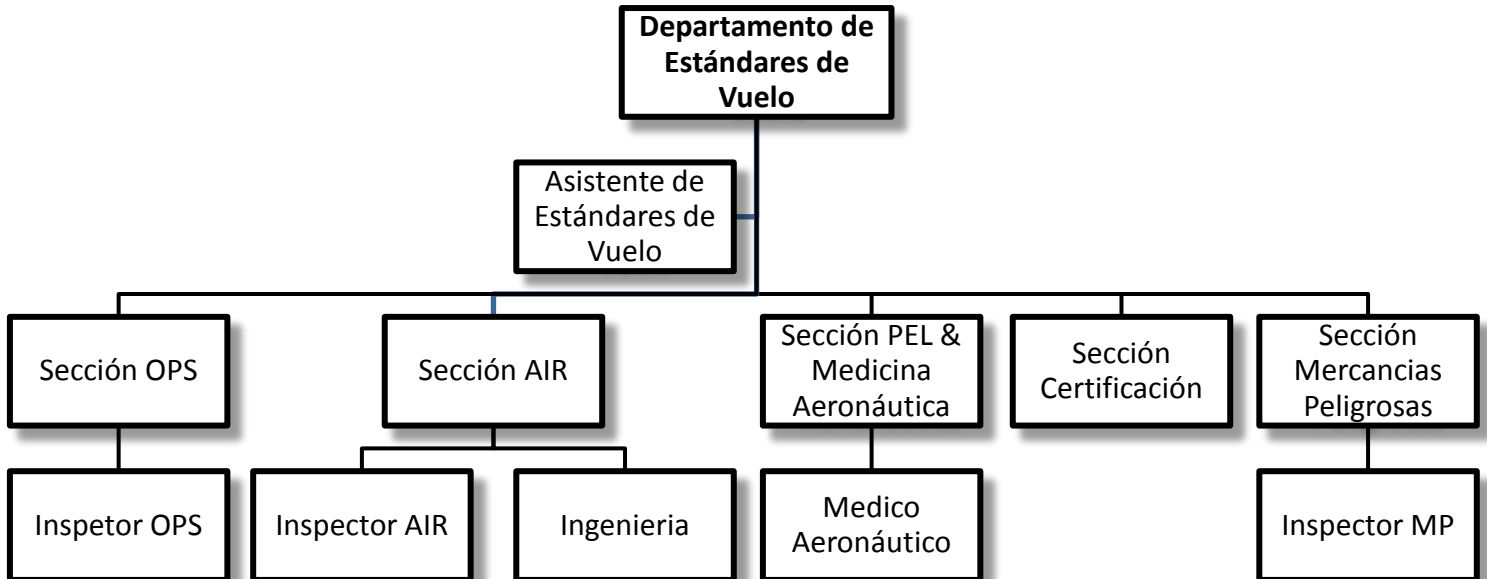 Departamento de
Estándares de
Vuelo
Asistente de
Estándares de
Vuelo
Sección OPS
Sección AIR
Sección PEL &
Medicina
Aeronáutica
Sección
Certificación
Sección
Mercancias
Peligrosas
Inspetor OPS
Inspector AIR
Ingenieria
Medico
Aeronáutico
Inspector MP